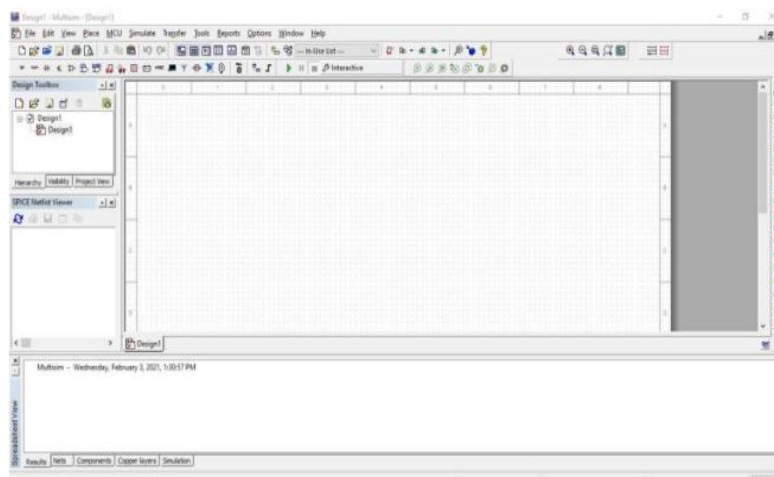 Design1 - Multisim - [Design1]
File Edit View Place MCU Simulate Transfer Tools Reports Options Window Help
-- In-Use List --
Interactive
Design Toolbox
Design1
Design1
Hierarchy Visibility Project View
SPICE Netlist Viewer
Design1
Multisim - Wednesday, February 3, 2021, 1:30:57 PM
Spreadsheet View
Results Nets Components Copper layers Simulation